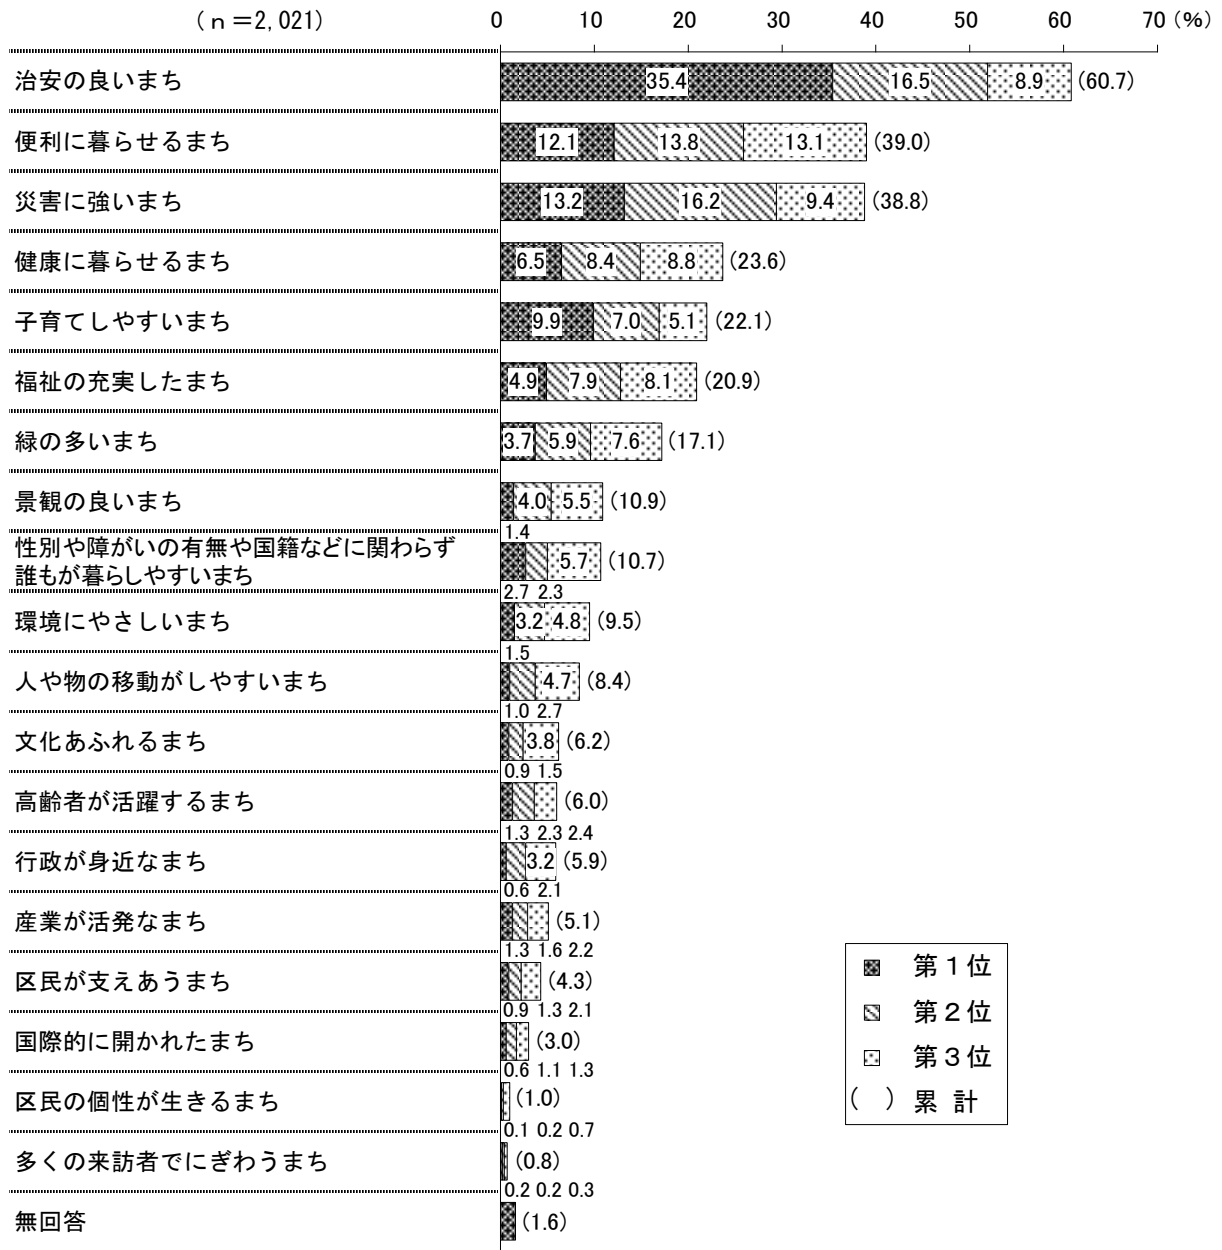 (ｎ＝2,021)
0 10 20 30 40 50 60 70 (%)
治安の良いまち 35.4 16.5 8.9 (60.7)
便利に暮らせるまち 12.1 13.8 13.1 (39.0)
災害に強いまち 13.2 16.2 9.4 (38.8)
健康に暮らせるまち 6.5 8.4 8.8 (23.6)
子育てしやすいまち 9.9 7.0 5.1 (22.1)
福祉の充実したまち 4.9 7.9 8.1 (20.9)
緑の多いまち 3.7 5.9 7.6 (17.1)
景観の良いまち 4.0 5.5 (10.9)
1.4
性別や障がいの有無や国籍などに関わらず
誰もが暮らしやすいまち 5.7 (10.7)
2.7 2.3
環境にやさしいまち 3.2 4.8 (9.5)
1.5
人や物の移動がしやすいまち 4.7 (8.4)
1.0 2.7
文化あふれるまち 3.8 (6.2)
0.9 1.5
高齢者が活躍するまち (6.0)
1.3 2.3 2.4
行政が身近なまち 3.2 (5.9)
0.6 2.1
産業が活発なまち (5.1)
1.3 1.6 2.2
区民が支えあうまち (4.3)
0.9 1.3 2.1
国際的に開かれたまち (3.0)
0.6 1.1 1.3
区民の個性が生きるまち (1.0)
0.1 0.2 0.7
多くの来訪者でにぎわうまち (0.8)
0.2 0.2 0.3
無回答 (1.6)
第１位
第２位
第３位
(　) 累 計